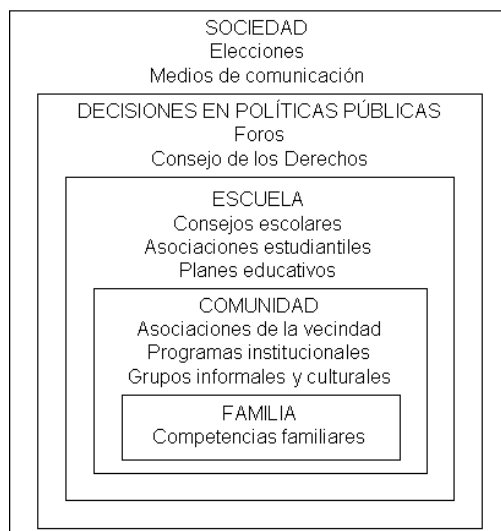 SOCIEDAD
Elecciones
Medios de comunicación
DECISIONES EN POLÍTICAS PÚBLICAS
Foros
Consejo de los Derechos
ESCUELA
Consejos escolares
Asociaciones estudiantiles
Planes educativos
COMUNIDAD
Asociaciones de la vecindad
Programas institucionales
Grupos informales y culturales
FAMILIA
Competencias familiares